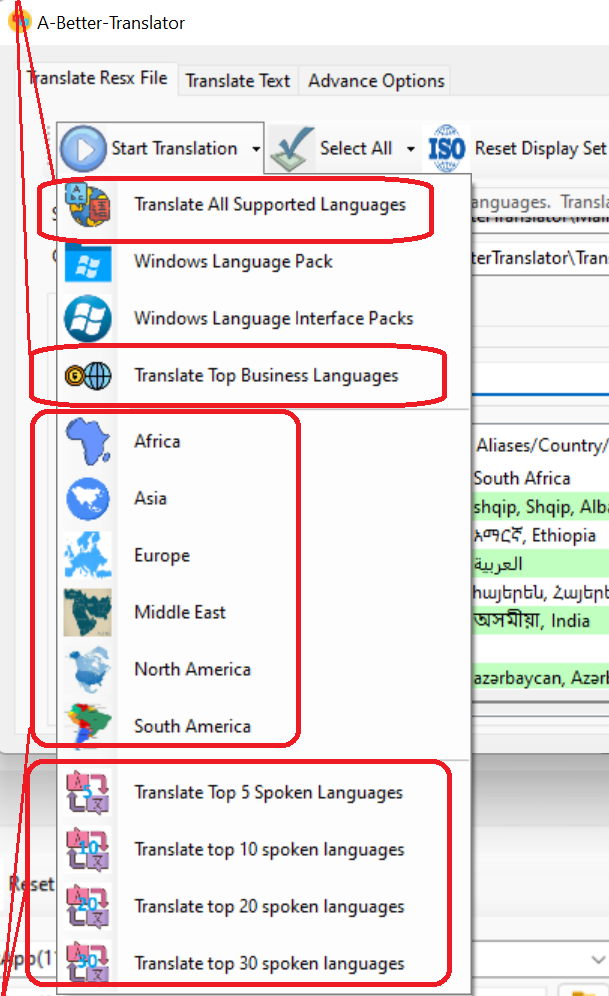 A-Better-Translator
Translate Resx File
Translate Text
Advance Options
Start Translation
Select All
ISO
Reset Display Set
Translate All Supported Languages
anguages. Transla
Windows Language Pack
terTranslator\Tran
Windows Language Interface Packs
Translate Top Business Languages
Africa
Aliases/Country/
South Africa
Asia
shqip, Shqip, Alba
አማርኛ, Ethiopia
Europe
العربية
հայերեն, Հայերե
Middle East
অসমীয়া, India
North America
azərbaycan, Azərb
South America
Translate Top 5 Spoken Languages
Translate top 10 spoken languages
Reset
Translate top 20 spoken languages
App(1
Translate top 30 spoken languages